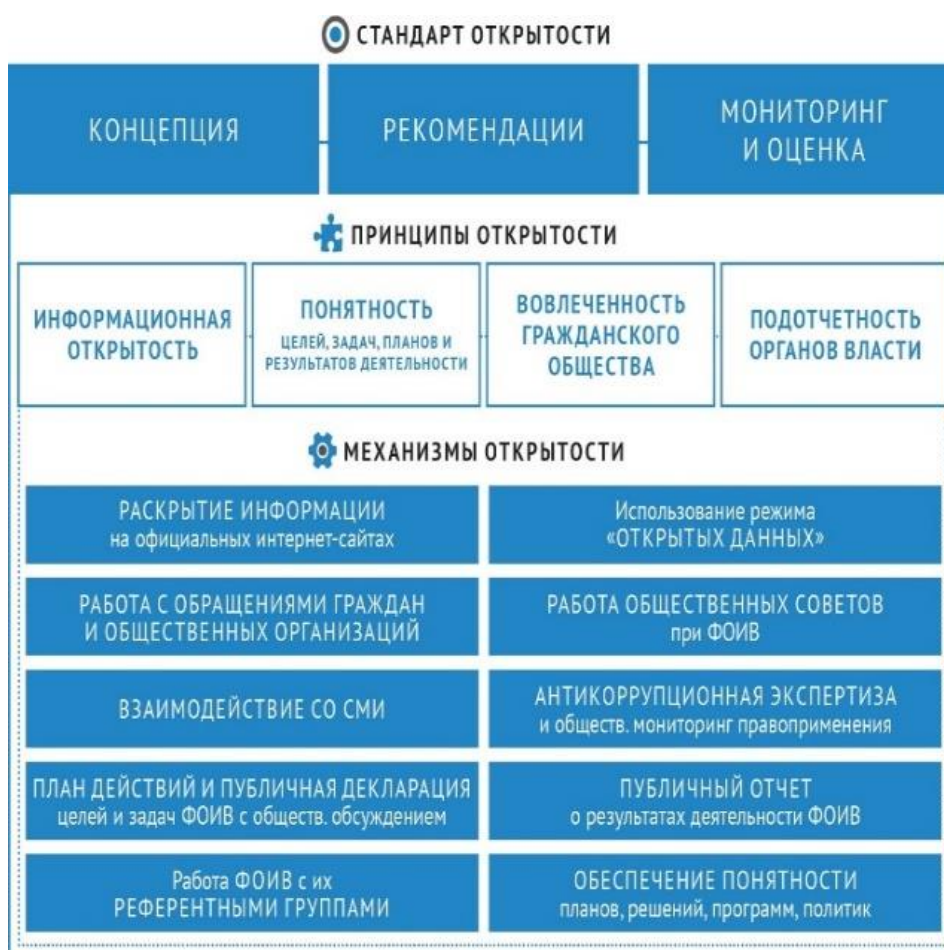 СТАНДАРТ ОТКРЫТОСТИ
КОНЦЕПЦИЯ
РЕКОМЕНДАЦИИ
МОНИТОРИНГ
И ОЦЕНКА
ПРИНЦИПЫ ОТКРЫТОСТИ
ИНФОРМАЦИОННАЯ
ОТКРЫТОСТЬ
ПОНЯТНОСТЬ
ЦЕЛЕЙ, ЗАДАЧ, ПЛАНОВ И
РЕЗУЛЬТАТОВ ДЕЯТЕЛЬНОСТИ
ВОВЛЕЧЕННОСТЬ
ГРАЖДАНСКОГО
ОБЩЕСТВА
ПОДОТЧЕТНОСТЬ
ОРГАНОВ ВЛАСТИ
МЕХАНИЗМЫ ОТКРЫТОСТИ
РАСКРЫТИЕ ИНФОРМАЦИИ
на официальных интернет-сайтах
Использование режима
«ОТКРЫТЫХ ДАННЫХ»
РАБОТА С ОБРАЩЕНИЯМИ ГРАЖДАН
И ОБЩЕСТВЕННЫХ ОРГАНИЗАЦИЙ
РАБОТА ОБЩЕСТВЕННЫХ СОВЕТОВ
при ФОИВ
ВЗАИМОДЕЙСТВИЕ СО СМИ
АНТИКОРРУПЦИОННАЯ ЭКСПЕРТИЗА
и обществ. мониторинг правоприменения
ПЛАН ДЕЙСТВИЙ И ПУБЛИЧНАЯ ДЕКЛАРАЦИЯ
целей и задач ФОИВ с обществ. обсуждением
ПУБЛИЧНЫЙ ОТЧЕТ
о результатах деятельности ФОИВ
Работа ФОИВ с их
РЕФЕРЕНТНЫМИ ГРУППАМИ
ОБЕСПЕЧЕНИЕ ПОНЯТНОСТИ
планов, решений, программ, политик